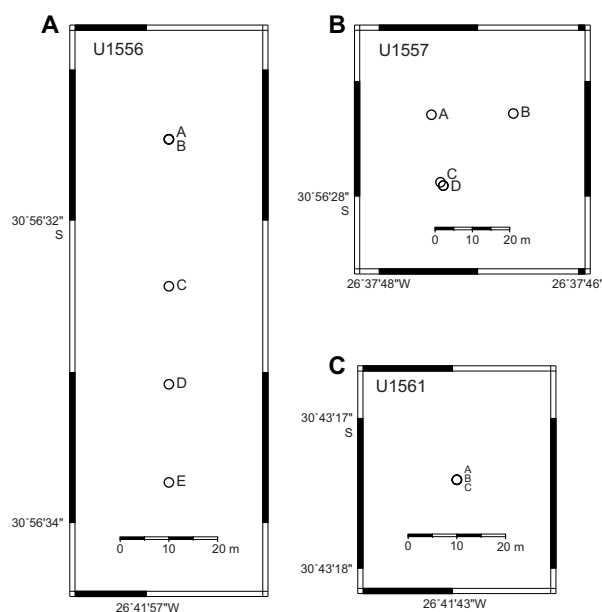 A
U1556
A
B
30˚56'32"
S
C
D
E
30˚56'34"
0 10 20 m
26˚41'57"W
B
U1557
A
B
C
D
30˚56'28"
S
0 10 20 m
26˚37'48"W 26˚37'46'
C
U1561
30˚43'17"
S
A
B
C
0 10 20 m
30˚43'18"
26˚41'43"W